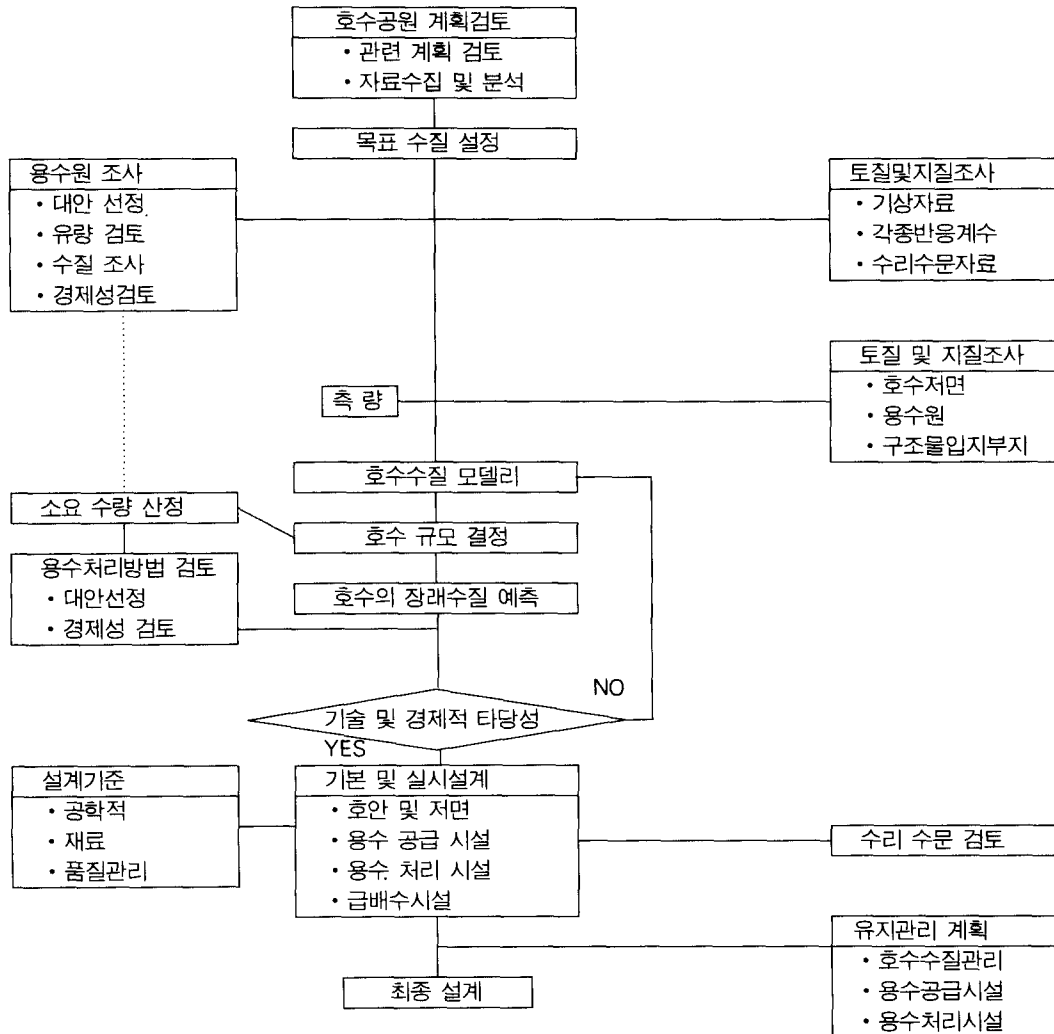 호수공원 계획검토
• 관련 계획 검토
• 자료수집 및 분석
목표 수질 설정
용수원 조사
• 대안 선정
• 유량 검토
• 수질 조사
• 경제성검토
토질및지질조사
• 기상자료
• 각종반응계수
• 수리수문자료
토질 및 지질조사
• 호수저면
• 용수원
• 구조물입지부지
측 량
호수수질 모델리
소요 수량 산정
호수 규모 결정
용수처리방법 검토
• 대안선정
• 경제성 검토
호수의 장래수질 예측
NO
기술 및 경제적 타당성
YES
설계기준
• 공학적
• 재료
• 품질관리
기본 및 실시설계
• 호안 및 저면
• 용수 공급 시설
• 용수 처리 시설
• 급배수시설
수리 수문 검토
유지관리 계획
• 호수수질관리
• 용수공급시설
• 용수처리시설
최종 설계